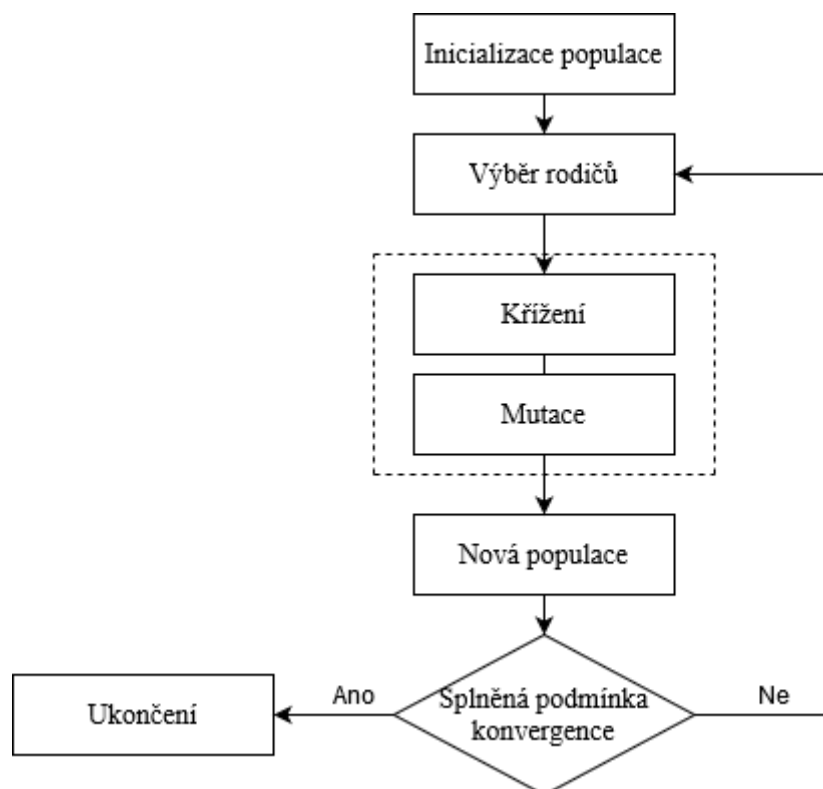 Inicializace populace
Výběr rodičů
Křížení
Mutace
Nová populace
Splněná podmínka
konvergence
Ano
Ne
Ukončení